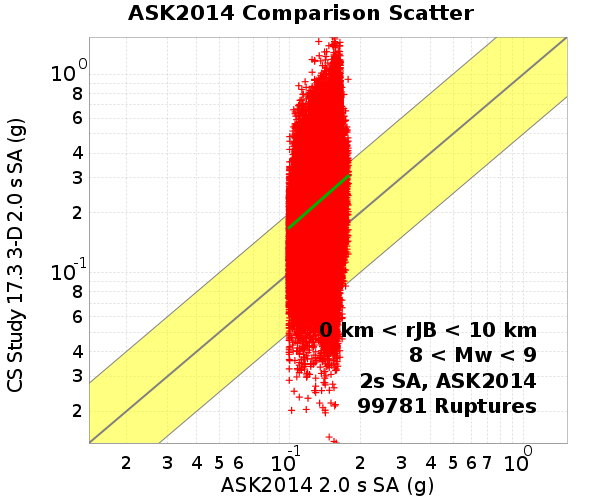 ASK2014 Comparison Scatter
CS Study 17.3 3-D 2.0 s SA (g)
10^0
8
6
4
3
2
10^-1
8
6
4
3
2
0 km < rJB < 10 km
8 < Mw < 9
2s SA, ASK2014
99781 Ruptures
2 3 4 5 6 10^-1 2 3 4 5 6 7 10^0
ASK2014 2.0 s SA (g)